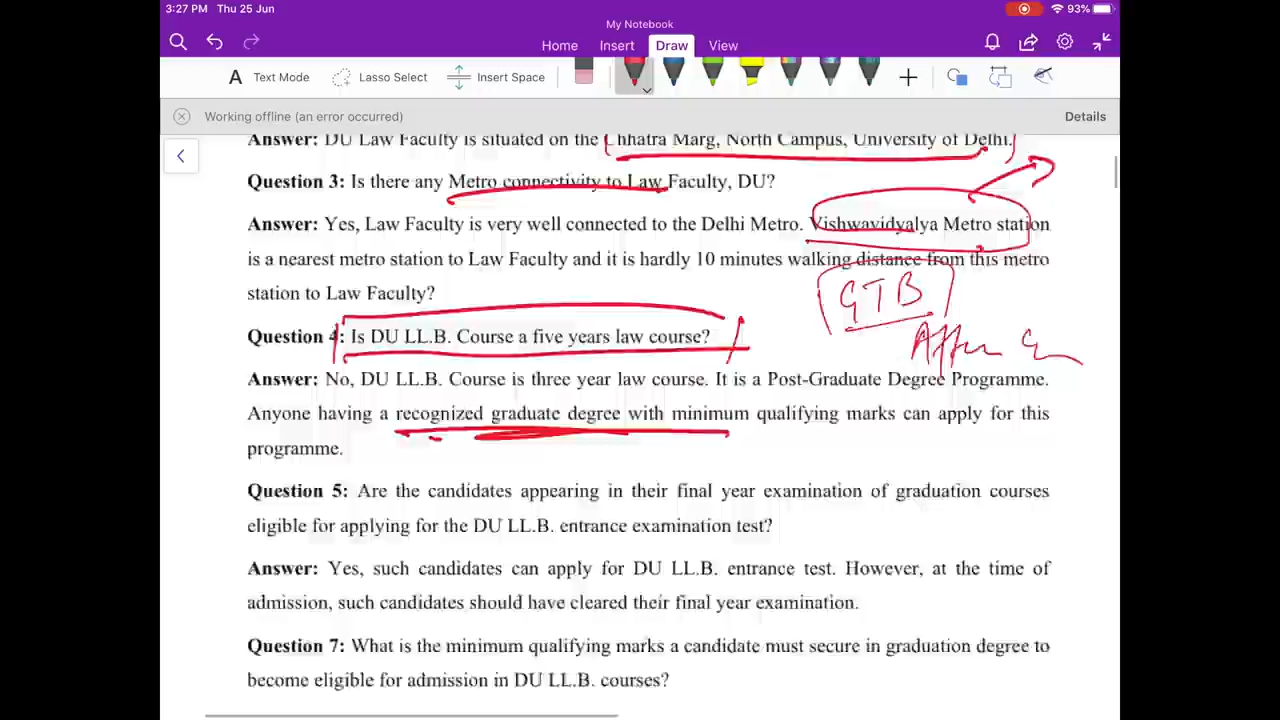 3:27 PM Thu 25 Jun
93%
My Notebook
Home Insert Draw View
A Text Mode Lasso Select Insert Space
Working offline (an error occurred) Details
Answer: DU Law Faculty is situated on the Chhatra Marg, North Campus, University of Delhi.
Question 3: Is there any Metro connectivity to Law Faculty, DU?
Answer: Yes, Law Faculty is very well connected to the Delhi Metro. Vishwavidyalya Metro station
is a nearest metro station to Law Faculty and it is hardly 10 minutes walking distance from this metro
station to Law Faculty?
GTB
Question 4: Is DU LL.B. Course a five years law course?
Answer: No, DU LL.B. Course is three year law course. It is a Post-Graduate Degree Programme.
Anyone having a recognized graduate degree with minimum qualifying marks can apply for this
programme.
Question 5: Are the candidates appearing in their final year examination of graduation courses
eligible for applying for the DU LL.B. entrance examination test?
Answer: Yes, such candidates can apply for DU LL.B. entrance test. However, at the time of
admission, such candidates should have cleared their final year examination.
Question 7: What is the minimum qualifying marks a candidate must secure in graduation degree to
become eligible for admission in DU LL.B. courses?